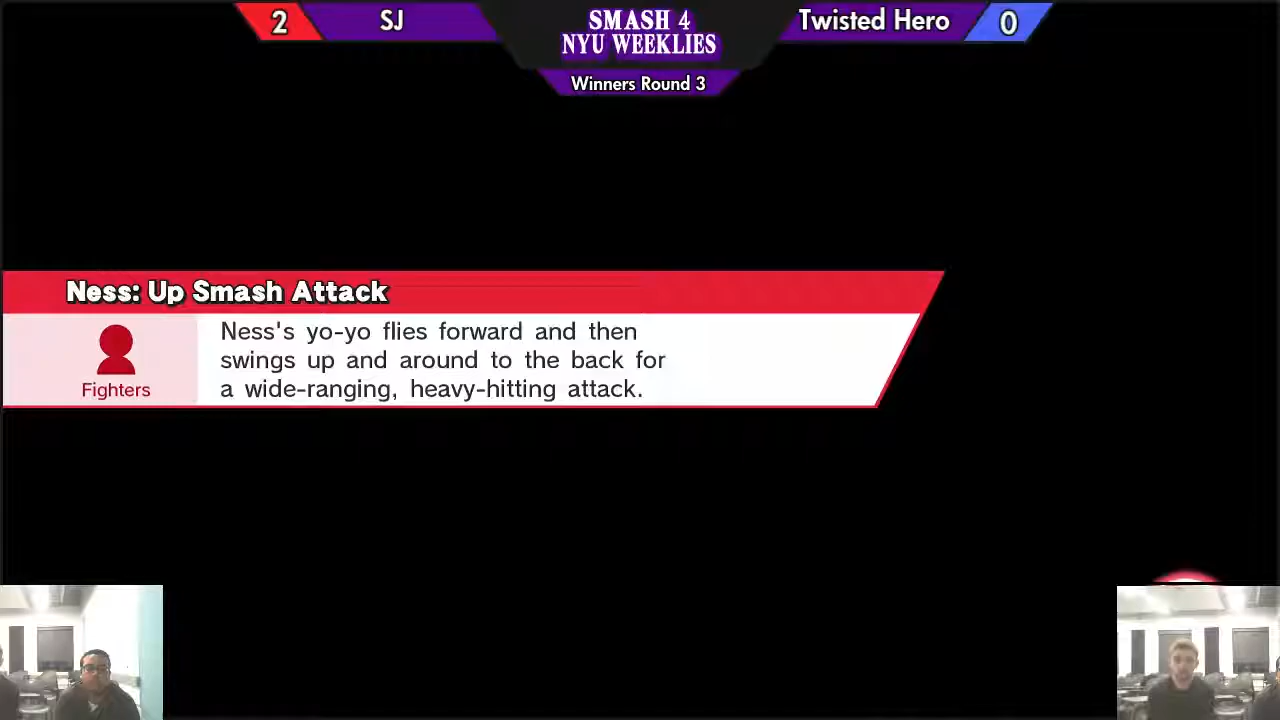 2
SJ
SMASH 4
NYU WEEKLIES
Twisted Hero
0
Winners Round 3
Ness: Up Smash Attack
Fighters
Ness's yo-yo flies forward and then
swings up and around to the back for
a wide-ranging, heavy-hitting attack.